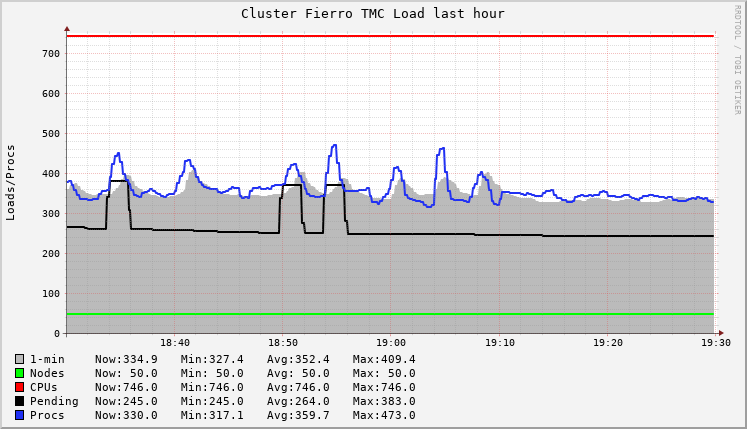 Cluster Fierro TMC Load last hour
RRDTOOL / TOBI OETIKER
Loads/Procs
700
600
500
400
300
200
100
0
18:40 18:50 19:00 19:10 19:20 19:30
1-min Now:334.9 Min:327.4 Avg:352.4 Max:409.4
Nodes Now: 50.0 Min: 50.0 Avg: 50.0 Max: 50.0
CPUs Now:746.0 Min:746.0 Avg:746.0 Max:746.0
Pending Now:245.0 Min:245.0 Avg:264.0 Max:383.0
Procs Now:330.0 Min:317.1 Avg:359.7 Max:473.0